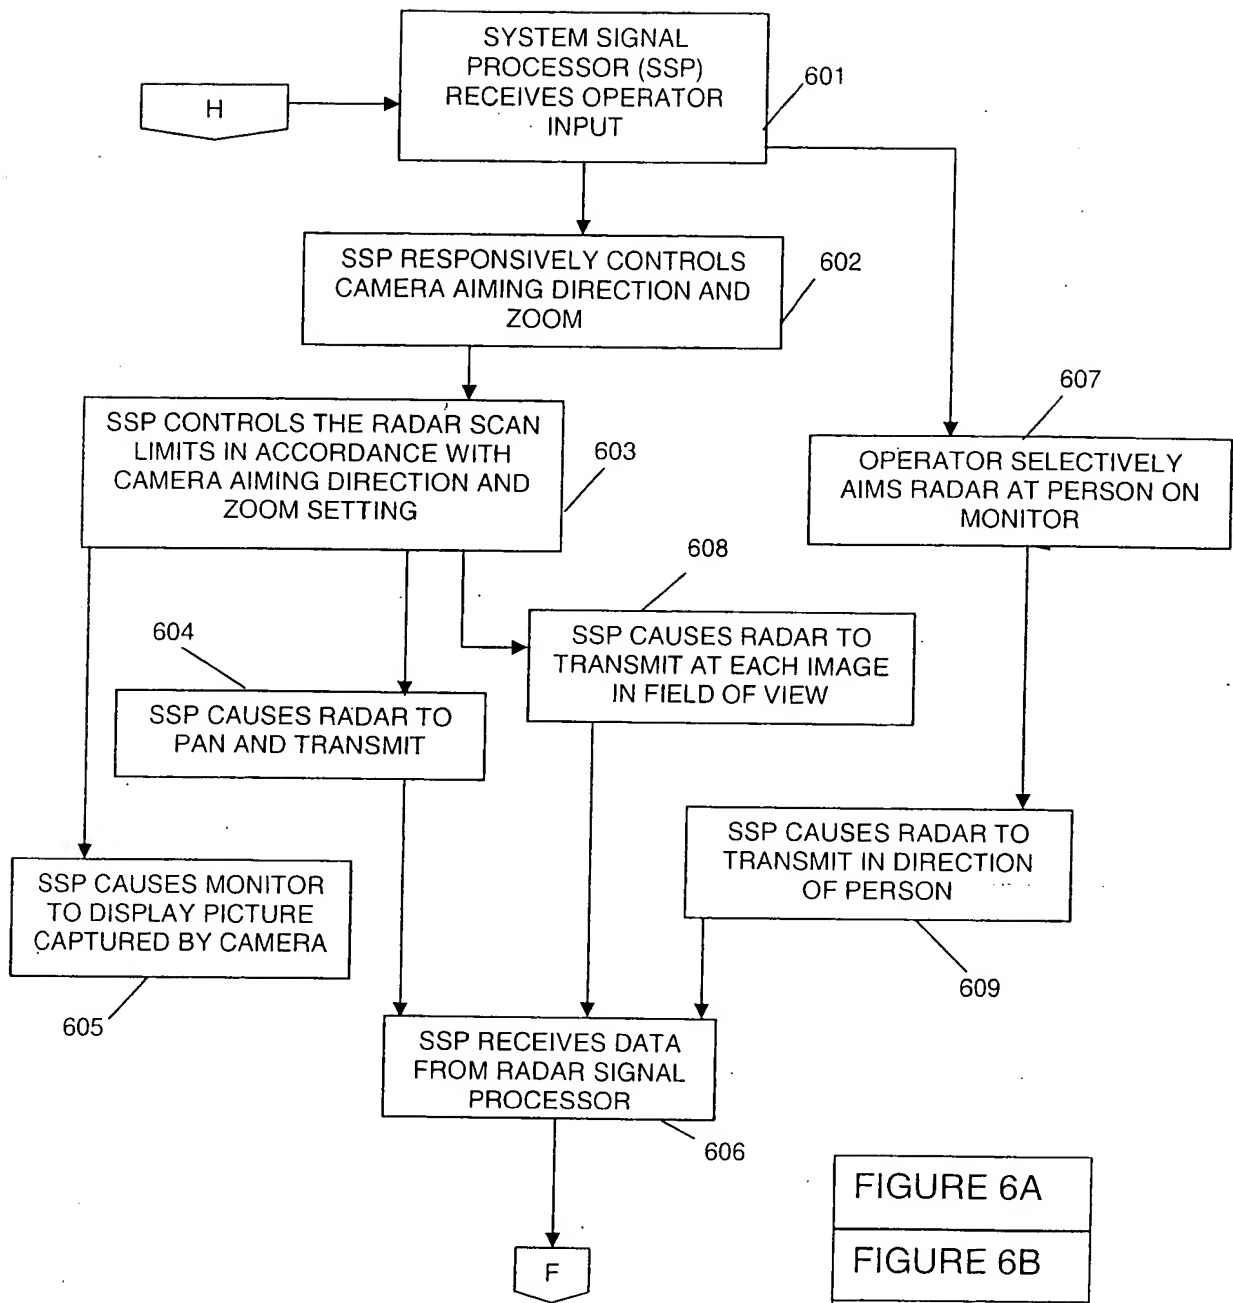 SYSTEM SIGNAL
PROCESSOR (SSP)
RECEIVES OPERATOR
INPUT
601
H
SSP RESPONSIVELY CONTROLS
CAMERA AIMING DIRECTION AND
ZOOM
602
SSP CONTROLS THE RADAR SCAN
LIMITS IN ACCORDANCE WITH
CAMERA AIMING DIRECTION AND
ZOOM SETTING
603
607
OPERATOR SELECTIVELY
AIMS RADAR AT PERSON ON
MONITOR
608
SSP CAUSES RADAR TO
TRANSMIT AT EACH IMAGE
IN FIELD OF VIEW
604
SSP CAUSES RADAR TO
PAN AND TRANSMIT
SSP CAUSES RADAR TO
TRANSMIT IN DIRECTION
OF PERSON
609
SSP CAUSES MONITOR
TO DISPLAY PICTURE
CAPTURED BY CAMERA
605
SSP RECEIVES DATA
FROM RADAR SIGNAL
PROCESSOR
606
F
FIGURE 6A
FIGURE 6B